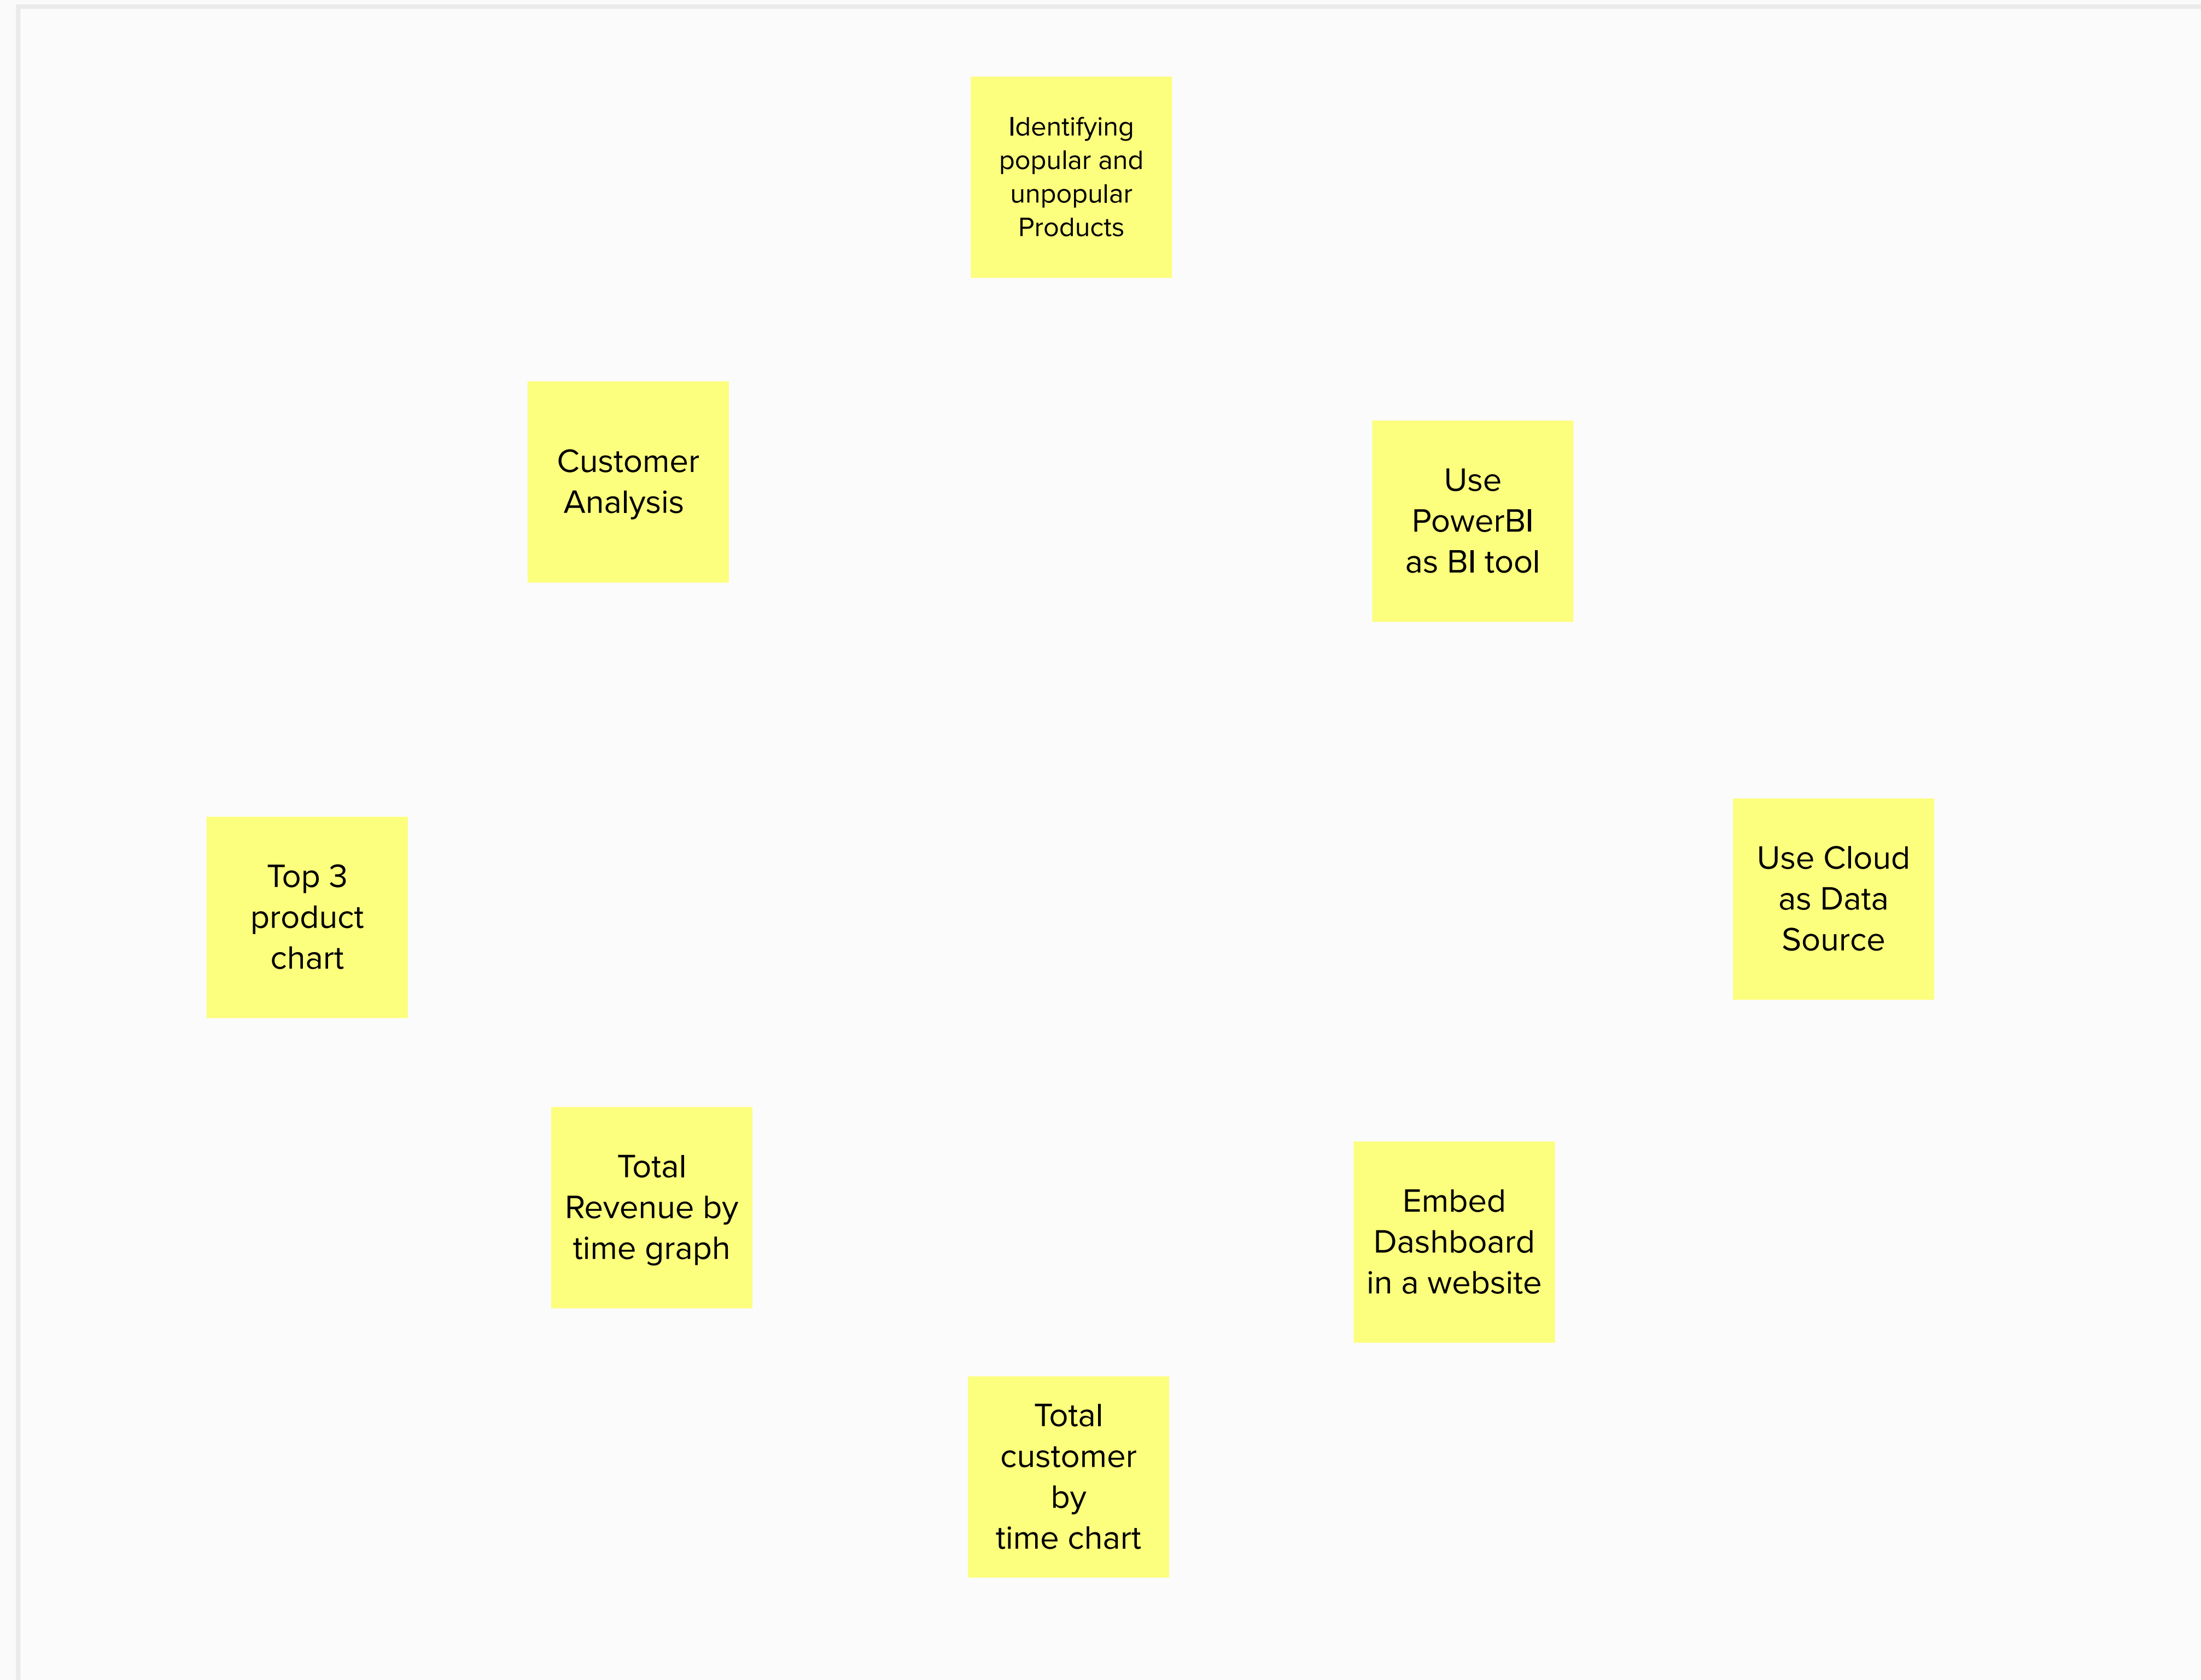 Identifying
popular and
unpopular
Products
Customer
Analysis
Use
PowerBI
as BI tool
Top 3
product
chart
Use Cloud
as Data
Source
Total
Revenue by
time graph
Embed
Dashboard
in a website
Total
customer
by
time chart